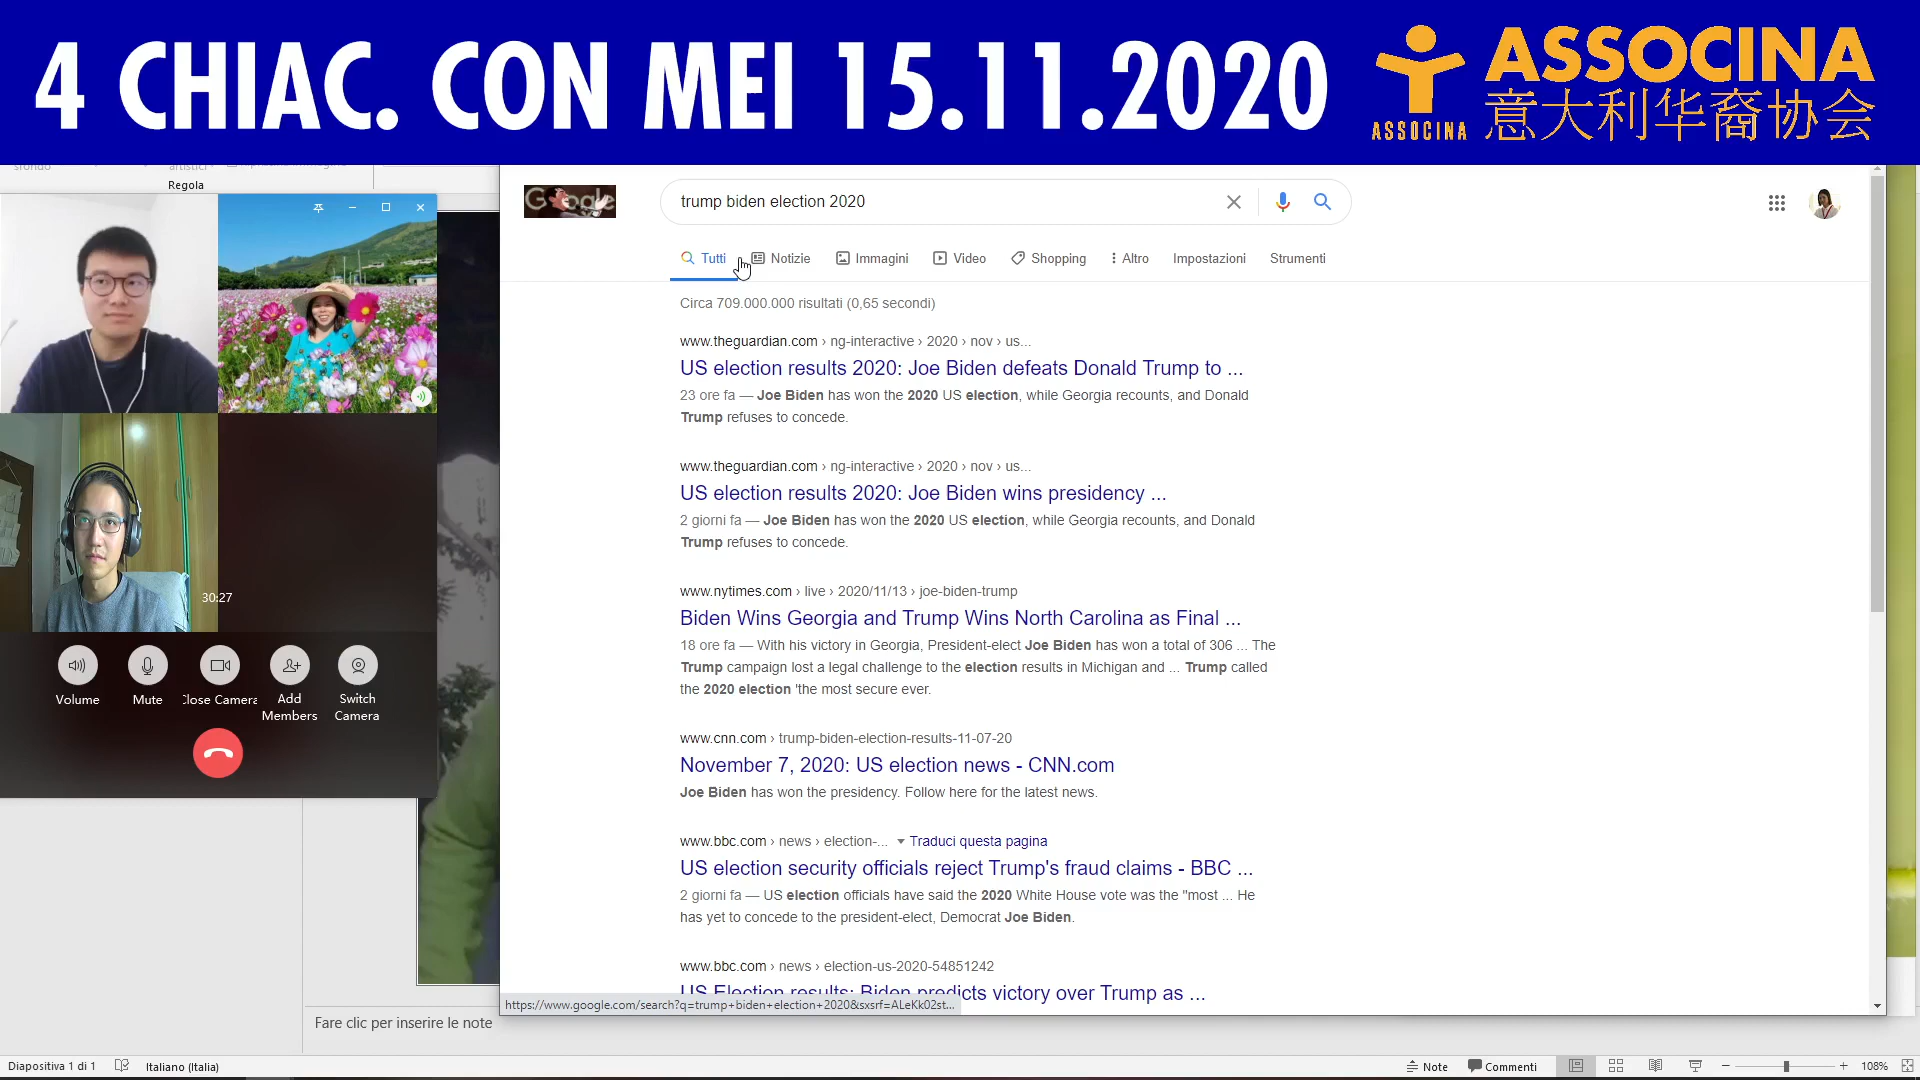 4 CHIAC. CON MEI 15.11.2020
ASSOCINA
ASSOCINA
意大利华裔协会
sfondo
artistici
Regola
Google
trump biden election 2020
Tutti
Notizie
Immagini
Video
Shopping
Altro
Impostazioni
Strumenti
Circa 709.000.000 risultati (0,65 secondi)
www.theguardian.com › ng-interactive › 2020 › nov › us...
US election results 2020: Joe Biden defeats Donald Trump to ...
23 ore fa — Joe Biden has won the 2020 US election, while Georgia recounts, and Donald
Trump refuses to concede.
www.theguardian.com › ng-interactive › 2020 › nov › us...
US election results 2020: Joe Biden wins presidency ...
2 giorni fa — Joe Biden has won the 2020 US election, while Georgia recounts, and Donald
Trump refuses to concede.
www.nytimes.com › live › 2020/11/13 › joe-biden-trump
Biden Wins Georgia and Trump Wins North Carolina as Final ...
18 ore fa — With his victory in Georgia, President-elect Joe Biden has won a total of 306 ... The
Trump campaign lost a legal challenge to the election results in Michigan and ... Trump called
the 2020 election 'the most secure ever.
www.cnn.com › trump-biden-election-results-11-07-20
November 7, 2020: US election news - CNN.com
Joe Biden has won the presidency. Follow here for the latest news.
www.bbc.com › news › election-... Traduci questa pagina
US election security officials reject Trump's fraud claims - BBC ...
2 giorni fa — US election officials have said the 2020 White House vote was the "most ... He
has yet to concede to the president-elect, Democrat Joe Biden.
www.bbc.com › news › election-us-2020-54851242
US Election results: Biden predicts victory over Trump as ...
https://www.google.com/search?q=trump+biden+election+2020&sxsrf=ALeKk02st...
30:27
Volume
Mute
Close Camera
Add
Members
Switch
Camera
Fare clic per inserire le note
Diapositiva 1 di 1
Italiano (Italia)
Note
Commenti
108%